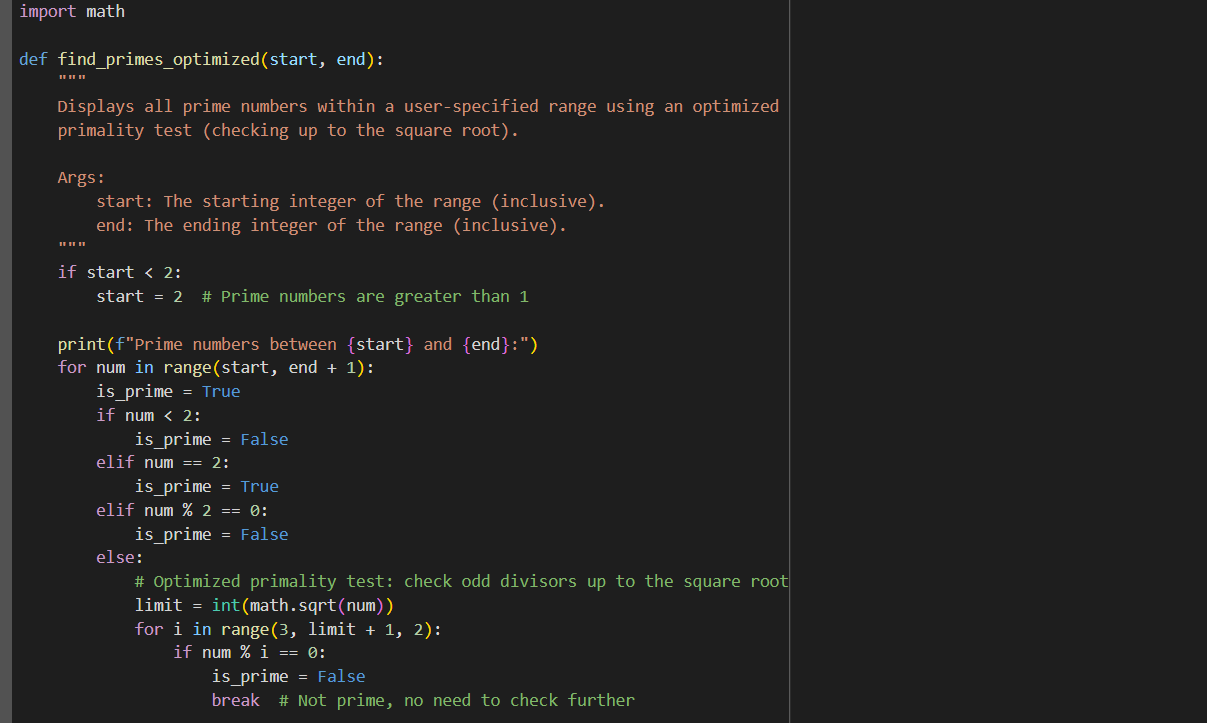 import math

def find_primes_optimized(start, end):
    """
    Displays all prime numbers within a user-specified range using an optimized
    primality test (checking up to the square root).

    Args:
        start: The starting integer of the range (inclusive).
        end: The ending integer of the range (inclusive).
    """
    if start < 2:
        start = 2  # Prime numbers are greater than 1

    print(f"Prime numbers between {start} and {end}:")
    for num in range(start, end + 1):
        is_prime = True
        if num < 2:
            is_prime = False
        elif num == 2:
            is_prime = True
        elif num % 2 == 0:
            is_prime = False
        else:
            # Optimized primality test: check odd divisors up to the square root
            limit = int(math.sqrt(num))
            for i in range(3, limit + 1, 2):
                if num % i == 0:
                    is_prime = False
                    break  # Not prime, no need to check further